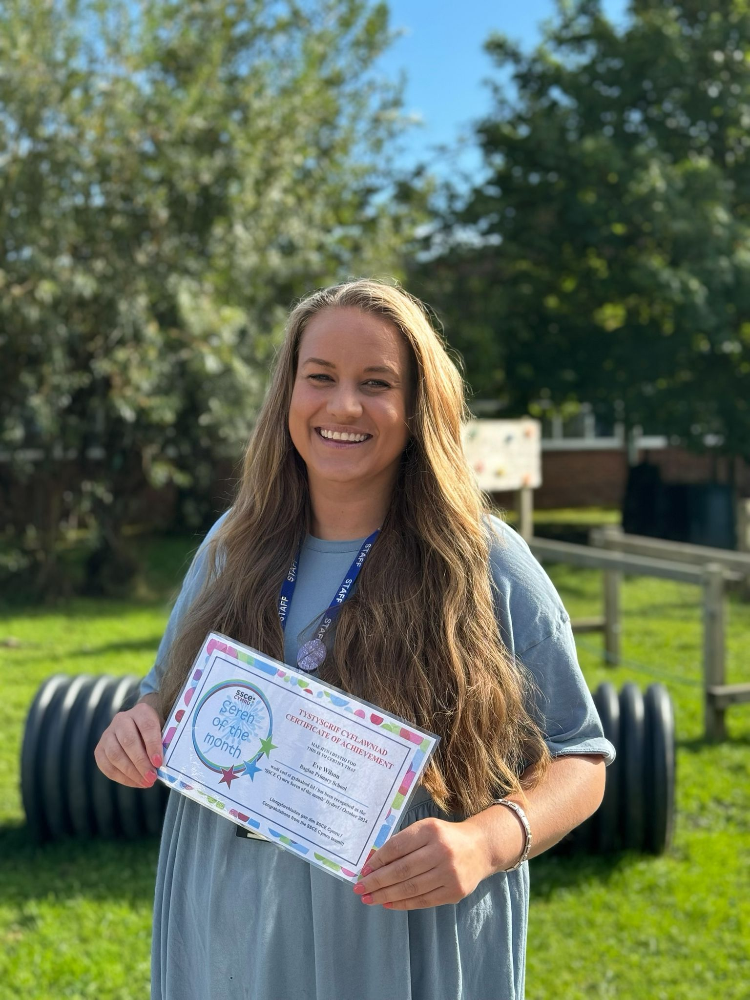 STAFF
STAFF
STAFF
STAFF
STAF
SSCE
CYMRU
seren
of the
month
TYSTYSGRIF CYFLAWNIAD
CERTIFICATE OF ACHIEVEMENT
MAE HYN I DYSTIO FOD
THIS IS TO CERTIFY THAT
Eve Wilson
Baglan Primary School
wedi cael ei gydnabod fel / has been recognised as the
'SSCE Cymru Seren of the month' Hydref / October 2024
Llongyfarchiadau gan dîm SSCE Cymru /
Congratulations from the SSCE Cymru team!!!